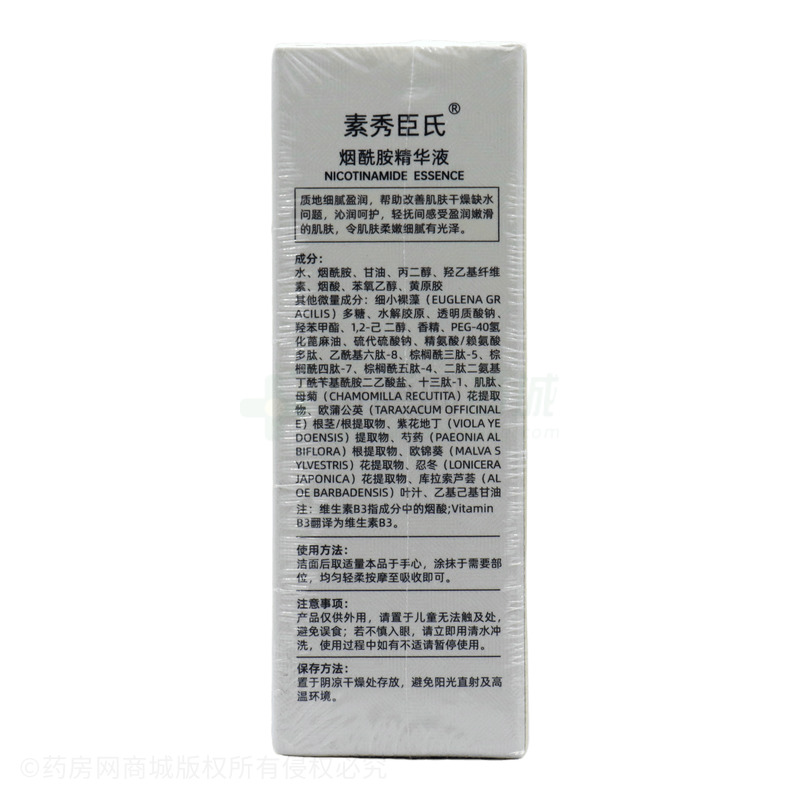 素秀臣氏®
烟酰胺精华液
NICOTINAMIDE ESSENCE
质地细腻盈润，帮助改善肌肤干燥缺水
问题，沁润呵护，轻抚间感受盈润嫩滑
的肌肤，令肌肤柔嫩细腻有光泽。
成分：
水、烟酰胺、甘油、丙二醇、羟乙基纤维
素、烟酸、苯氧乙醇、黄原胶
其他微量成分：细小裸藻（EUGLENA GR
ACILIS）多糖、水解胶原、透明质酸钠、
羟苯甲酯、1,2-己 二醇、香精、PEG-40氢
化蓖麻油、硫代硫酸钠、精氨酸/赖氨酸
多肽、乙酰基六肽-8、棕榈酰三肽-5、棕
榈酰四肽-7、棕榈酰五肽-4、二肽二氨基
丁酰苄基酰胺二乙酸盐、十三肽-1、肌肽、
母菊（CHAMOMILLA RECUTITA）花提取
物、欧蒲公英（TARAXACUM OFFICINAL
E）根茎/根提取物、紫花地丁（VIOLA YE
DOENSIS）提取物、芍药（PAEONIA AL
BIFLORA）根提取物、欧锦葵（MALVA S
YLVESTRIS）花提取物、忍冬（LONICERA
JAPONICA）花提取物、库拉索芦荟（AL
OE BARBADENSIS）叶汁、乙基己基甘油
注：维生素B3指成分中的烟酸;Vitamin
B3翻译为维生素B3。
使用方法：
洁面后取适量本品于手心，涂抹于需要部
位，均匀轻柔按摩至吸收即可。
注意事项：
产品仅供外用，请置于儿童无法触及处，
避免误食；若不慎入眼，请立即用清水冲
洗，使用过程中如有不适请暂停使用。
保存方法：
置于阴凉干燥处存放，避免阳光直射及高
温环境。
©药房网商城版权所有侵权必究